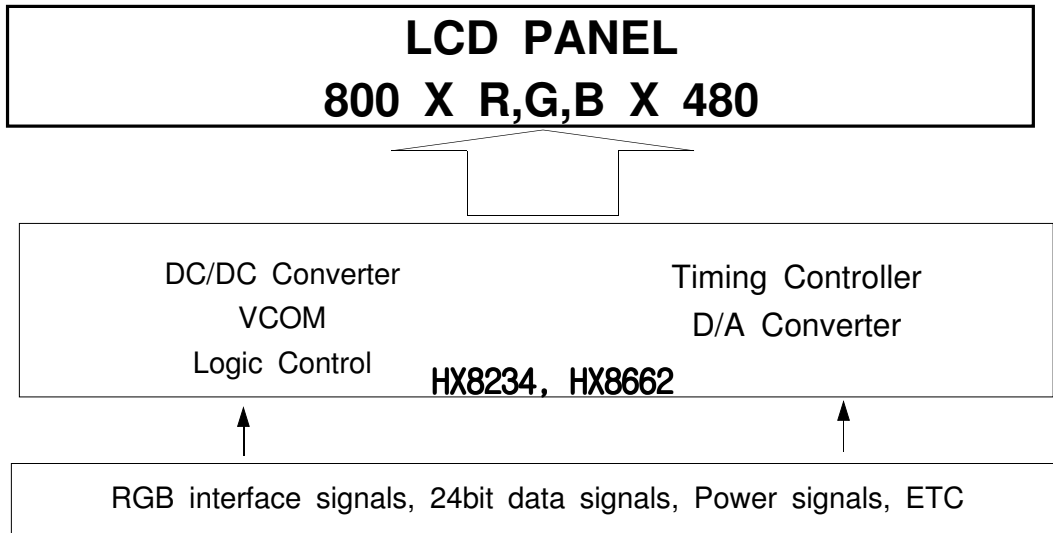 LCD PANEL
800 X R,G,B X 480
DC/DC Converter
VCOM
Logic Control
Timing Controller
D/A Converter
HX8234, HX8662
RGB interface signals, 24bit data signals, Power signals, ETC